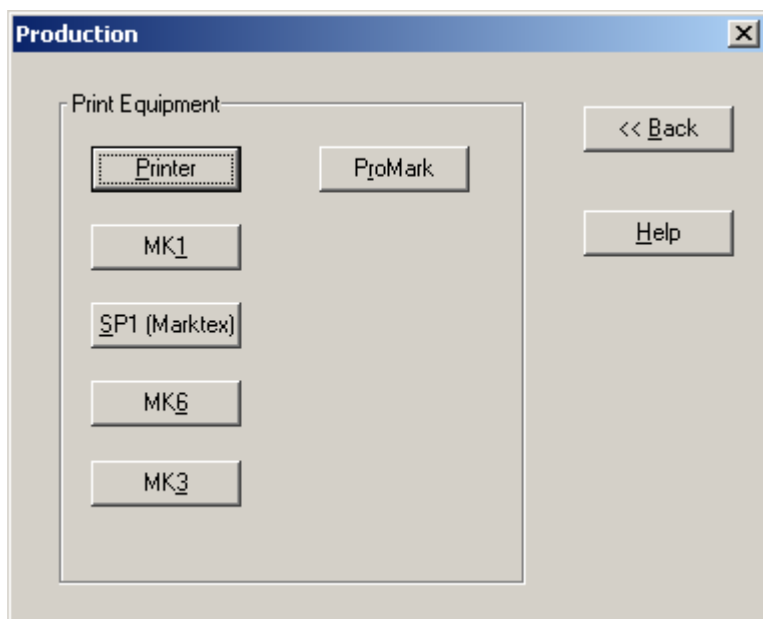 Production
Print Equipment
Printer
ProMark
<< Back
MK1
Help
SP1 (Marktex)
MK6
MK3